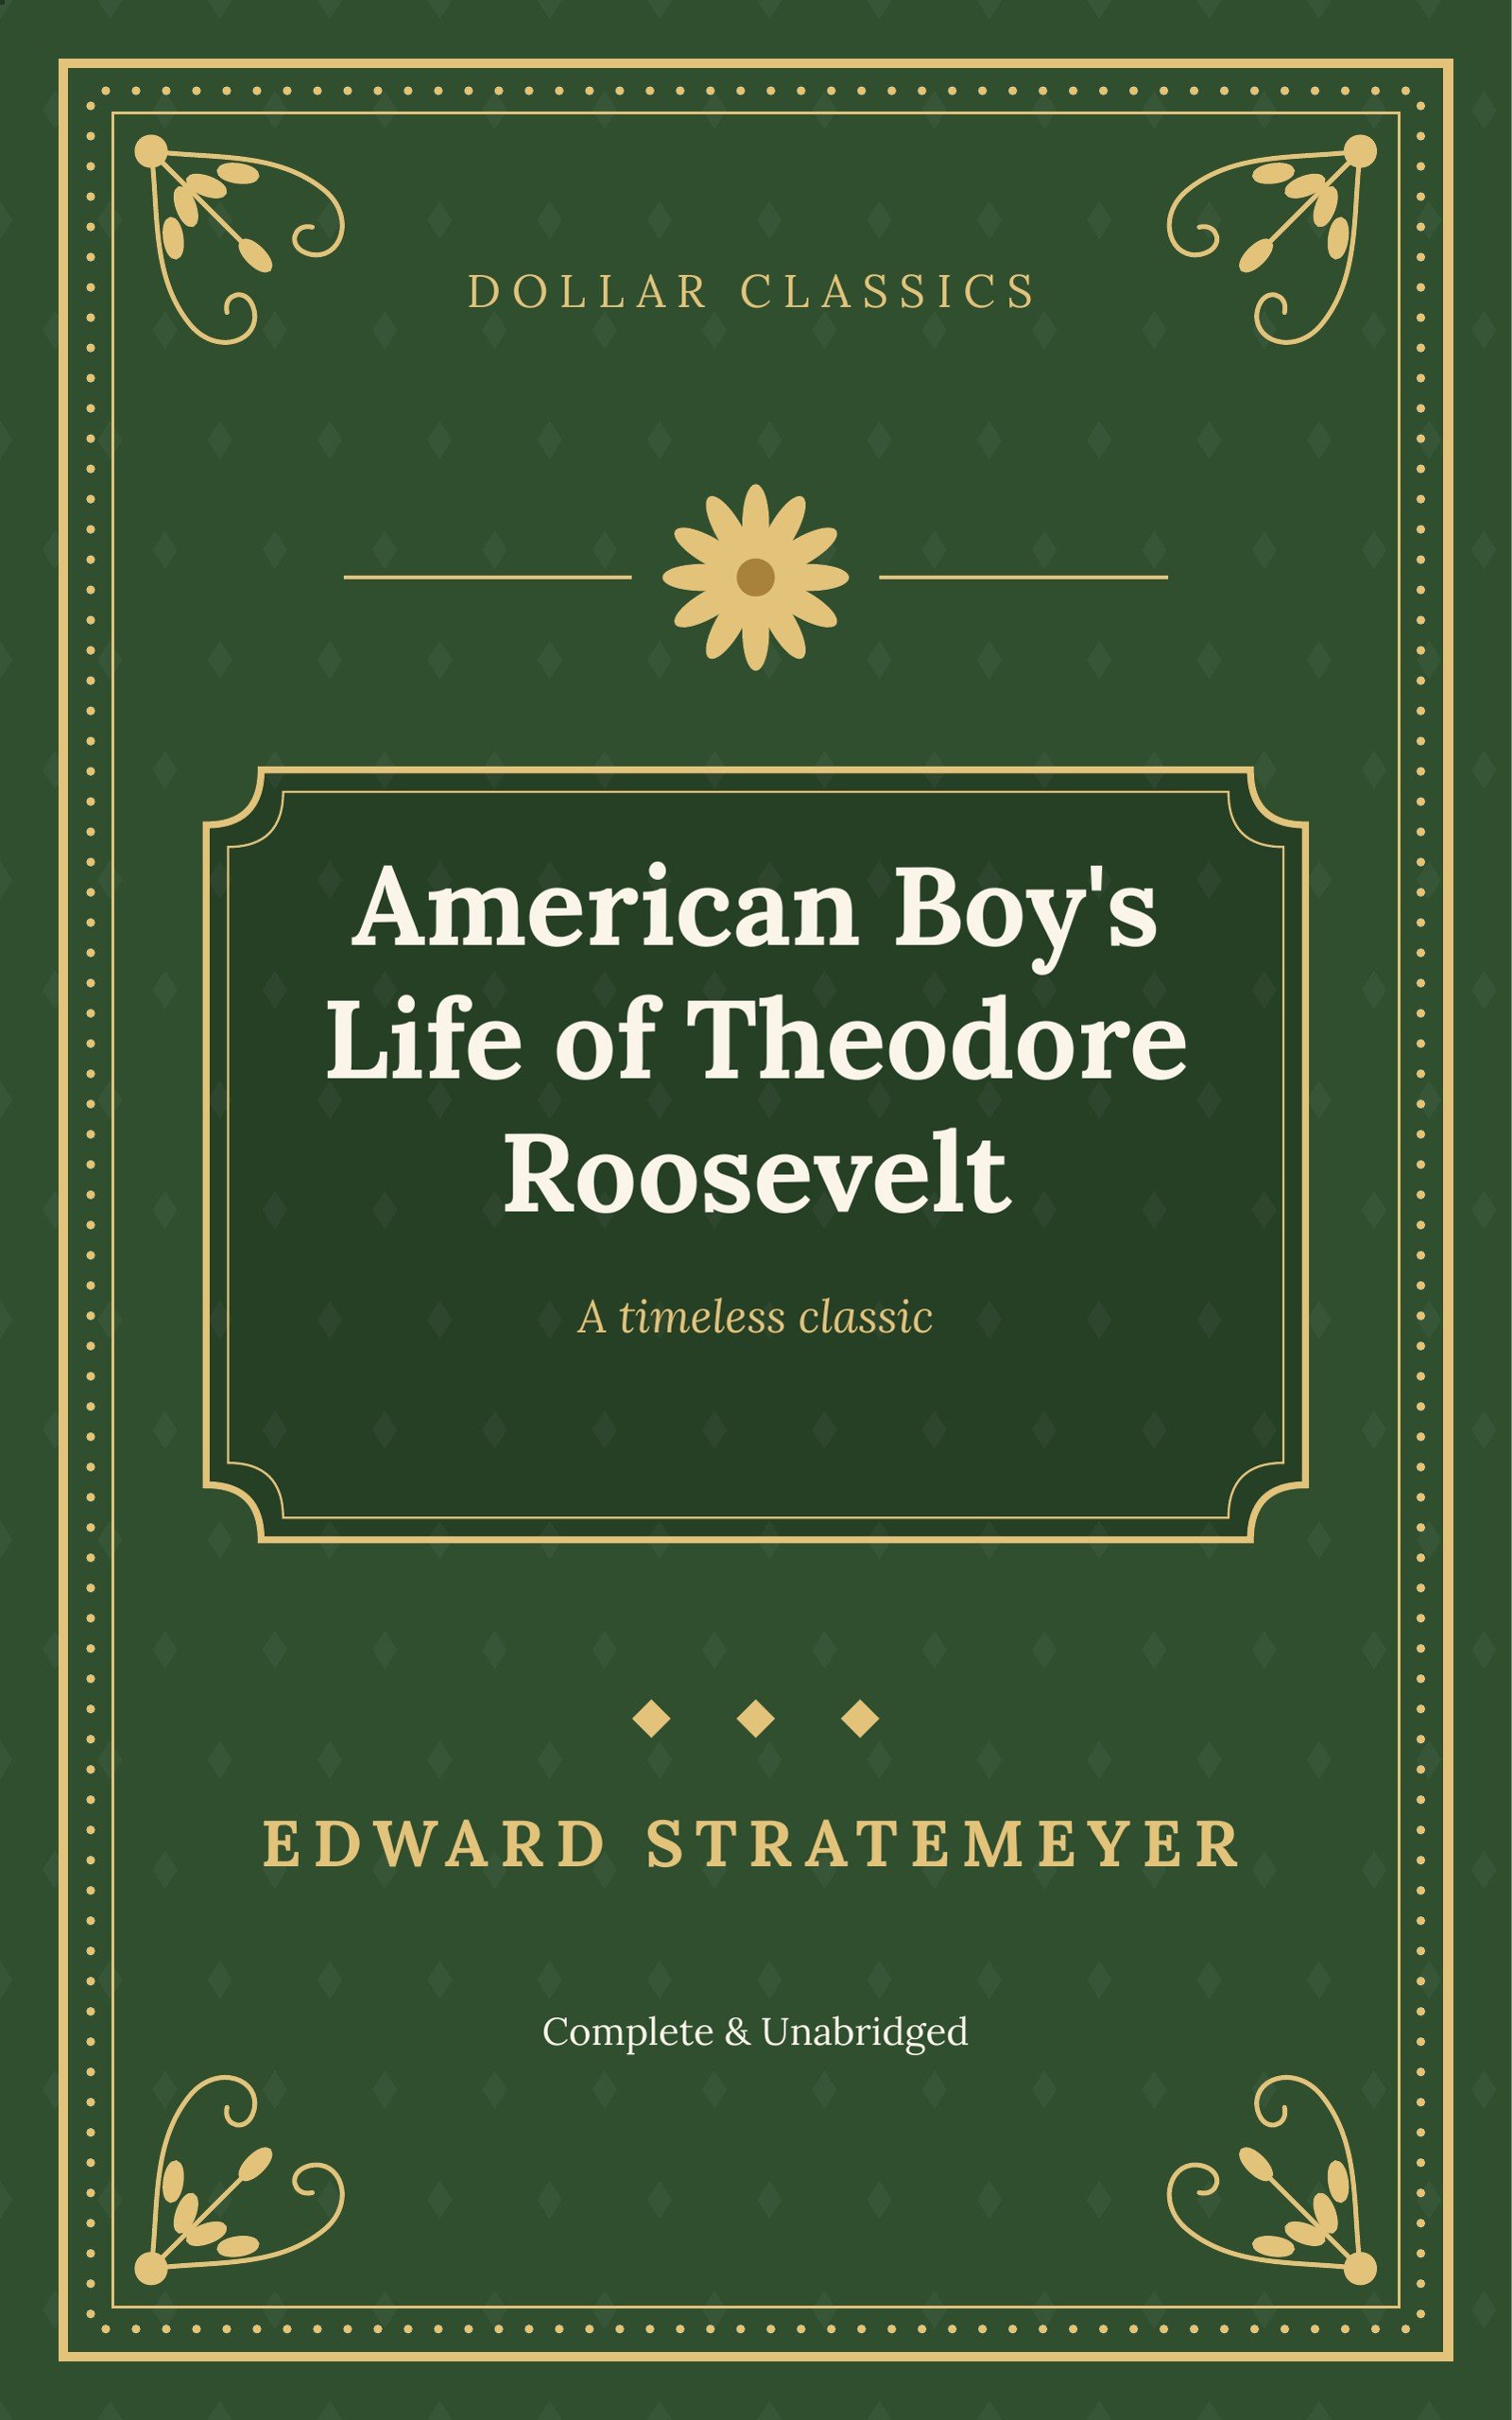 DOLLAR CLASSICS
American Boy's
Life of Theodore
Roosevelt
A timeless classic
EDWARD STRATEMEYER
Complete & Unabridged